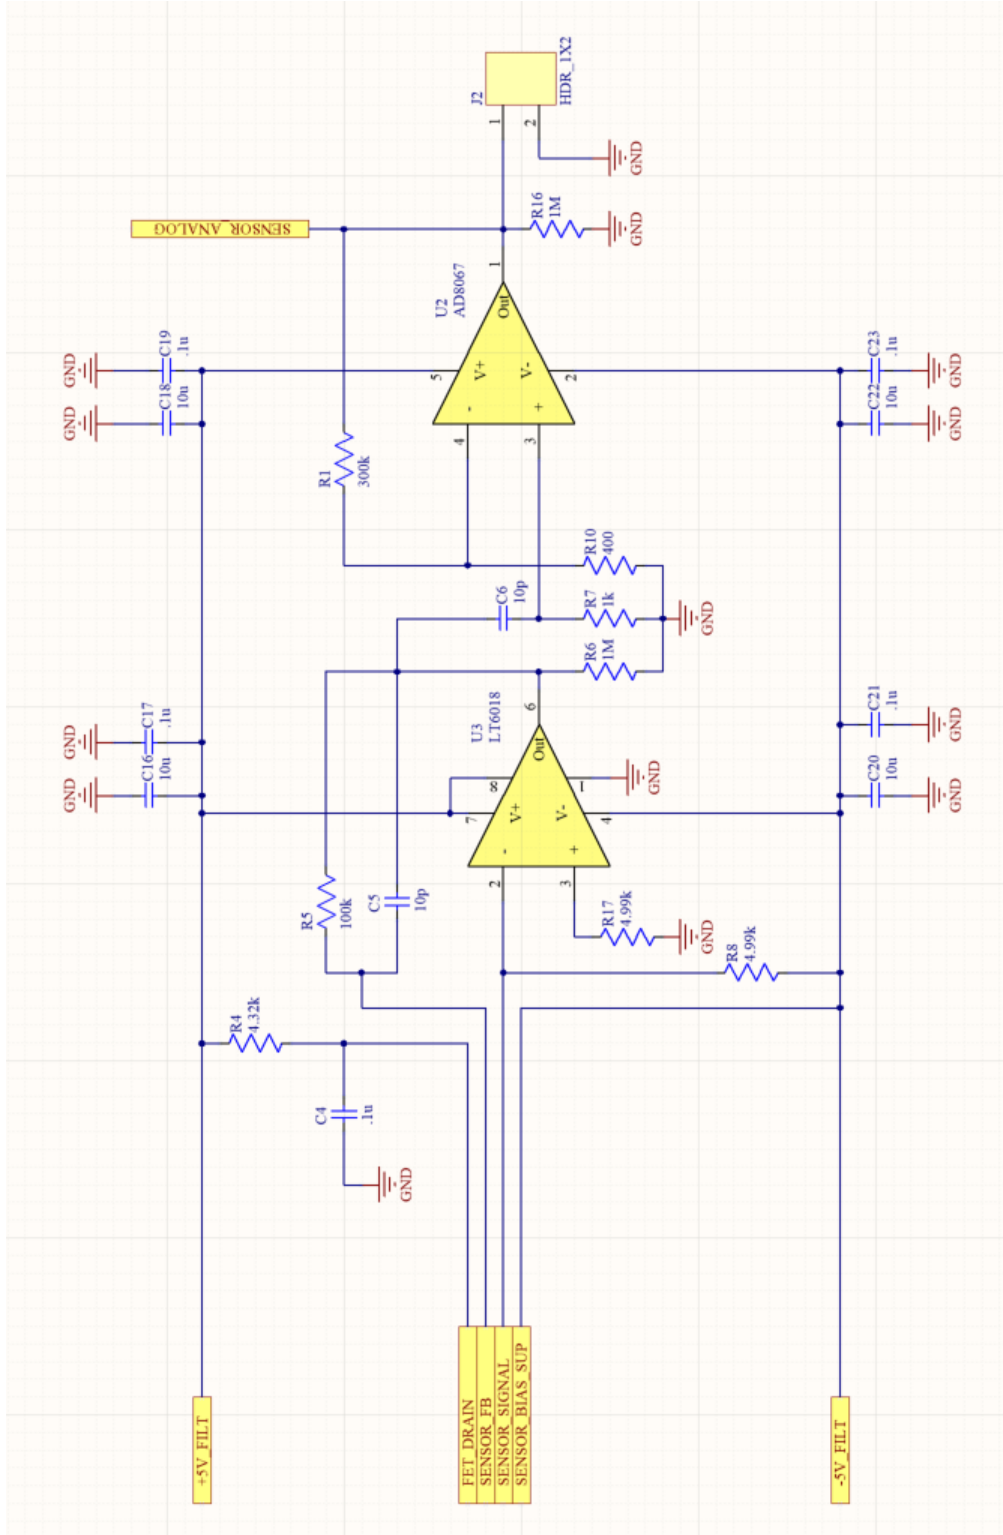 J2
HDR_1X2
1
2
GND
SENSOR_ANALOG
R16
1M
GND
1
U2
AD8067
Out
GND
C19
.1u
5
V+
V-
2
C23
.1u
GND
GND
C18
10u
-
+
C22
10u
GND
4
3
R1
300k
R10
400
C6
10p
R7
1k
GND
R6
1M
6
U3
LT6018
Out
GND
C17
.1u
C21
.1u
GND
GND
C16
10u
8
1
GND
7
V+
V-
4
C20
10u
GND
-
+
2
3
R5
100k
C5
10p
R17
4.99k
GND
R8
4.99k
R4
4.32k
C4
.1u
GND
+5V_FILT
FET_DRAIN
SENSOR_FB
SENSOR_SIGNAL
SENSOR_BIAS_SUP
-5V_FILT